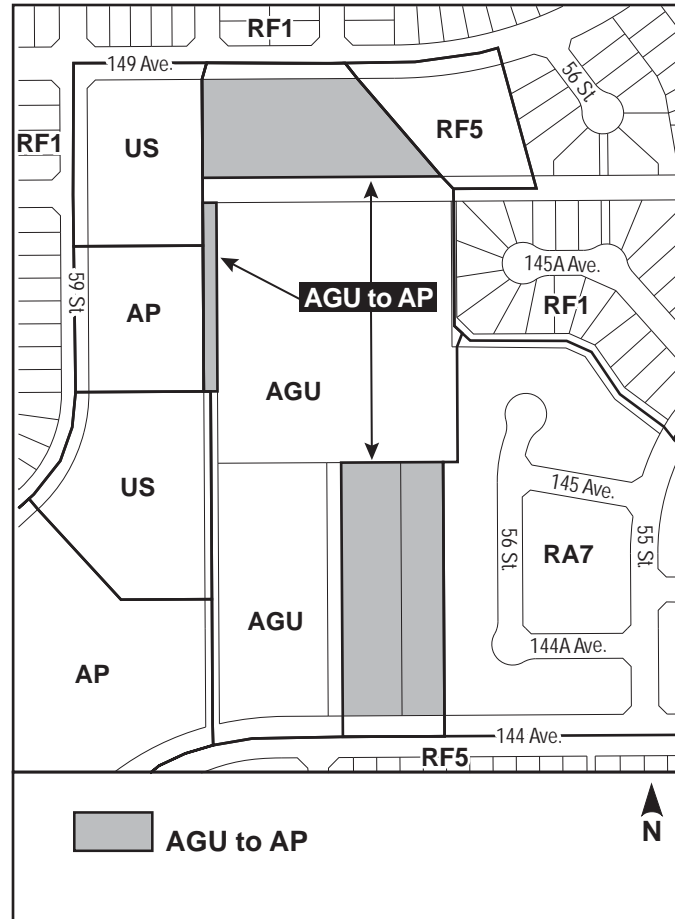 RF1
149 Ave.
56 St
RF5
RF1
US
145A Ave.
59 St
AGU to AP
RF1
AP
AGU
US
145 Ave.
56 St.
55 St.
RA7
AGU
144A Ave.
AP
144 Ave.
RF5
AGU to AP
N